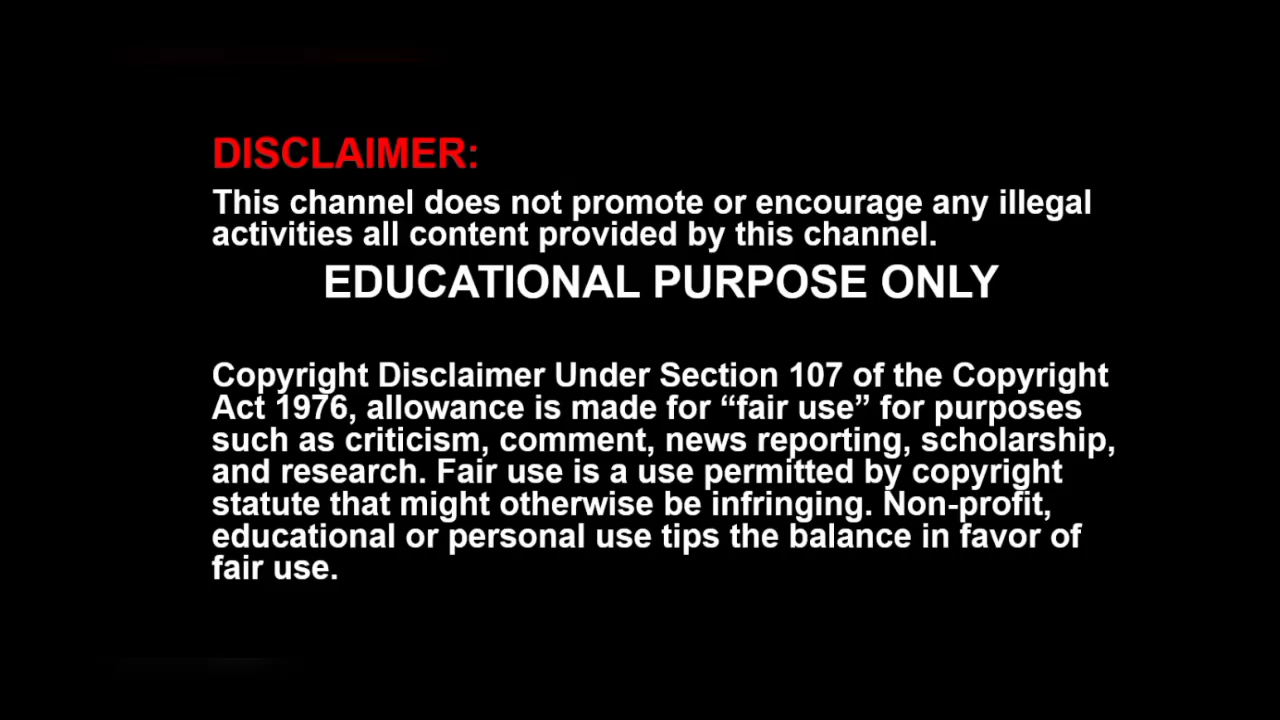 DISCLAIMER:
This channel does not promote or encourage any illegal
activities all content provided by this channel.
EDUCATIONAL PURPOSE ONLY
Copyright Disclaimer Under Section 107 of the Copyright
Act 1976, allowance is made for “fair use” for purposes
such as criticism, comment, news reporting, scholarship,
and research. Fair use is a use permitted by copyright
statute that might otherwise be infringing. Non-profit,
educational or personal use tips the balance in favor of
fair use.